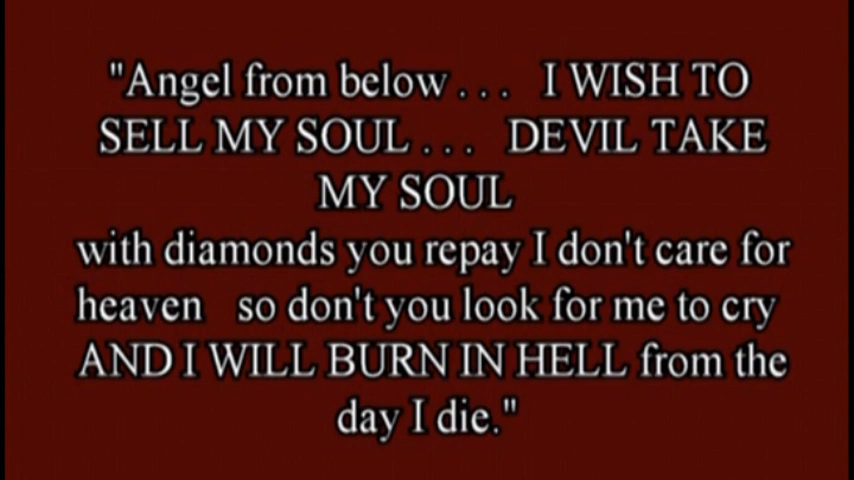 "Angel from below . . .   I WISH TO
SELL MY SOUL . . .   DEVIL TAKE
MY SOUL
with diamonds you repay I don't care for
heaven   so don't you look for me to cry
AND I WILL BURN IN HELL from the
day I die."